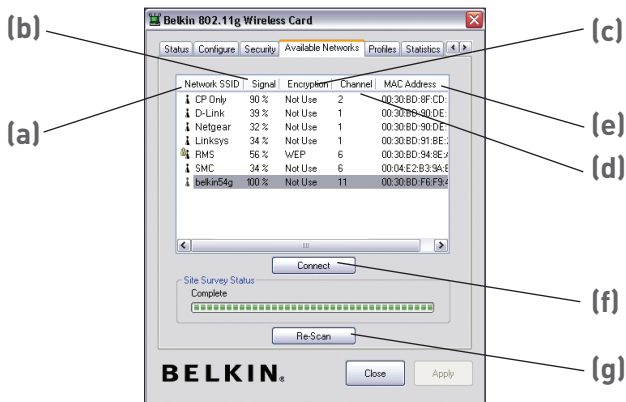 Belkin 802.11g Wireless Card
(b)
(c)
Status Configure Security Available Networks Profiles Statistics
Network SSID Signal Encryption Channel MAC Address
CP Only 90 % Not Use 2 00:30:BD:8F:CD:
D-Link 39 % Not Use 1 00:30:BD:90:DE:
Netgear 32 % Not Use 1 00:30:BD:90:DE:
Linksys 34 % Not Use 1 00:30:BD:91:BE:
RMS 56 % WEP 6 00:30:BD:94:8E:
SMC 34 % Not Use 6 00:04:E2:B3:9A:
belkin54g 100 % Not Use 11 00:30:BD:F6:F9:
(a)
(e)
(d)
Connect
(f)
Site Survey Status
Complete
Re-Scan
(g)
BELKIN®
Close Apply